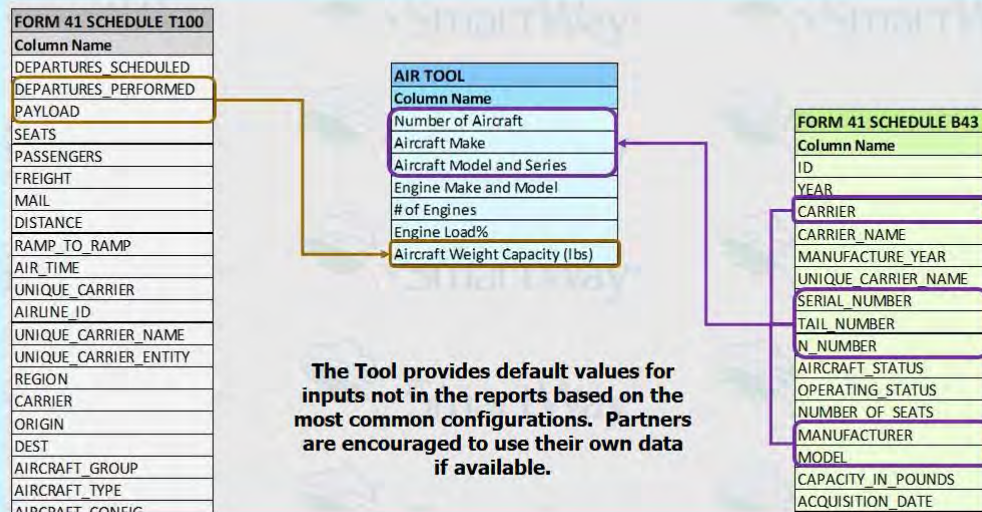 FORM 41 SCHEDULE T100
Column Name
DEPARTURES_SCHEDULED
DEPARTURES_PERFORMED
PAYLOAD
SEATS
PASSENGERS
FREIGHT
MAIL
DISTANCE
RAMP_TO_RAMP
AIR_TIME
UNIQUE_CARRIER
AIRLINE_ID
UNIQUE_CARRIER_NAME
UNIQUE_CARRIER_ENTITY
REGION
CARRIER
ORIGIN
DEST
AIRCRAFT_GROUP
AIRCRAFT_TYPE
AIRCRAFT_CONFIG
AIR TOOL
Column Name
Number of Aircraft
Aircraft Make
Aircraft Model and Series
Engine Make and Model
# of Engines
Engine Load%
Aircraft Weight Capacity (lbs)
The Tool provides default values for
inputs not in the reports based on the
most common configurations. Partners
are encouraged to use their own data
if available.
FORM 41 SCHEDULE B43
Column Name
ID
YEAR
CARRIER
CARRIER_NAME
MANUFACTURE_YEAR
UNIQUE_CARRIER_NAME
SERIAL_NUMBER
TAIL_NUMBER
N_NUMBER
AIRCRAFT_STATUS
OPERATING_STATUS
NUMBER_OF_SEATS
MANUFACTURER
MODEL
CAPACITY_IN_POUNDS
ACQUISITION_DATE